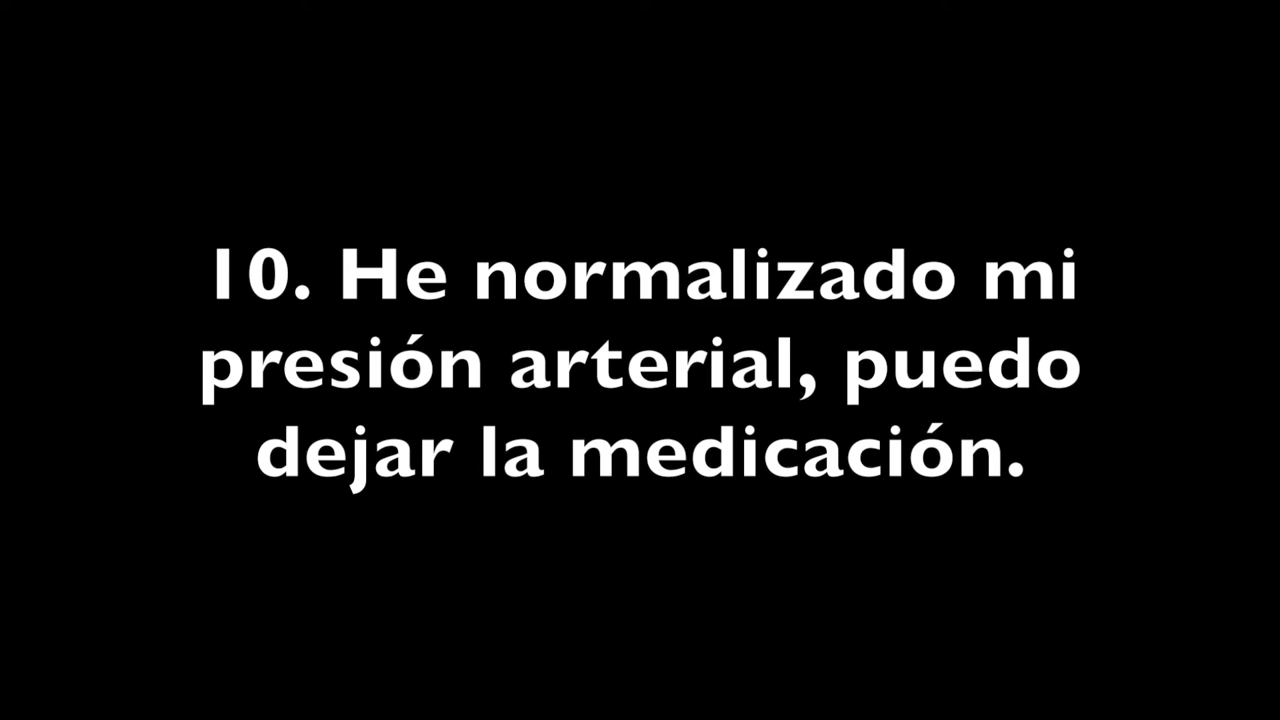 10. He normalizado mi
presión arterial, puedo
dejar la medicación.